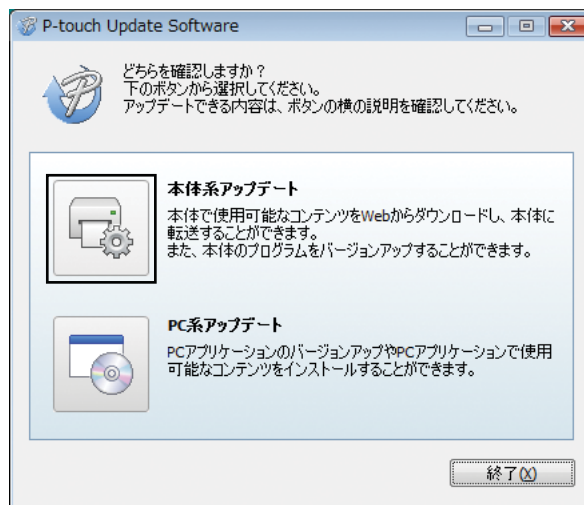 P-touch Update Software
どちらを確認しますか？
下のボタンから選択してください。
アップデートできる内容は、ボタンの横の説明を確認してください。
本体系アップデート
本体で使用可能なコンテンツをWebからダウンロードし、本体に
転送することができます。
また、本体のプログラムをバージョンアップすることができます。
PC系アップデート
PCアプリケーションのバージョンアップやPCアプリケーションで使用
可能なコンテンツをインストールすることができます。
終了(X)